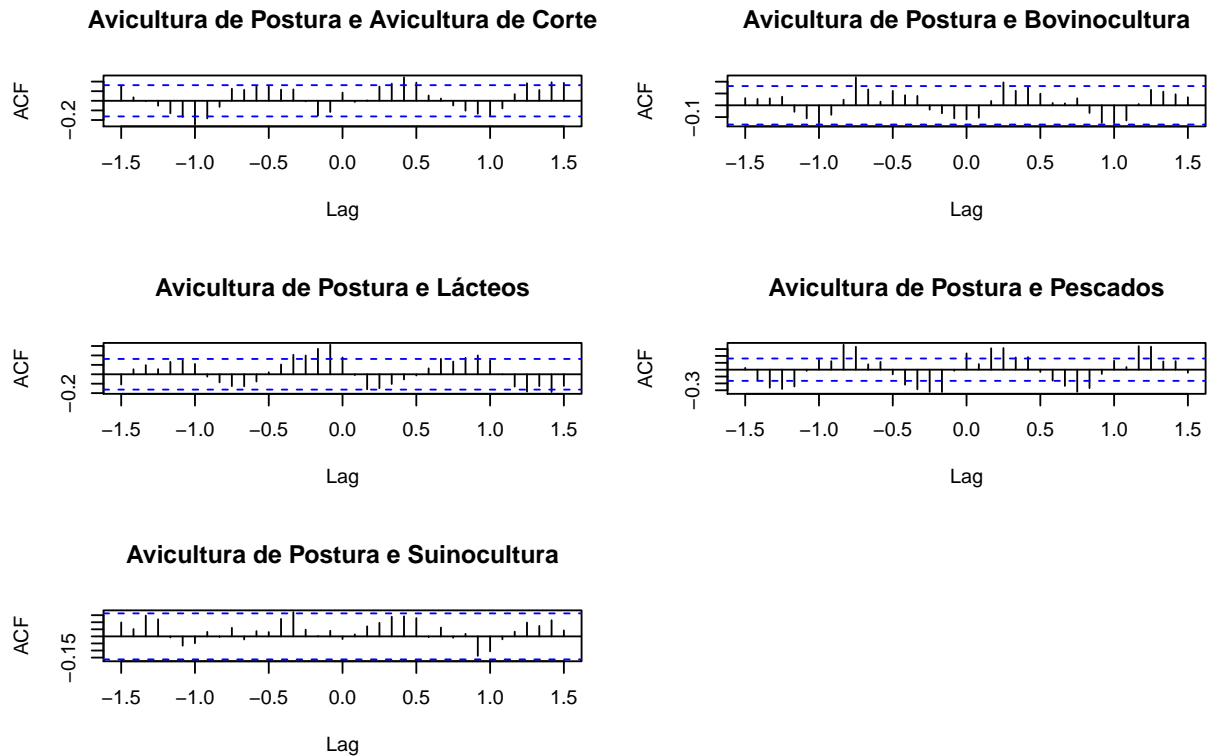 Avicultura de Postura e Avicultura de Corte
ACF
−0.2
−1.5 −1.0 −0.5 0.0 0.5 1.0 1.5
Lag
Avicultura de Postura e Bovinocultura
ACF
−0.1
−1.5 −1.0 −0.5 0.0 0.5 1.0 1.5
Lag
Avicultura de Postura e Lácteos
ACF
−0.2
−1.5 −1.0 −0.5 0.0 0.5 1.0 1.5
Lag
Avicultura de Postura e Pescados
ACF
−0.3
−1.5 −1.0 −0.5 0.0 0.5 1.0 1.5
Lag
Avicultura de Postura e Suinocultura
ACF
−0.15
−1.5 −1.0 −0.5 0.0 0.5 1.0 1.5
Lag